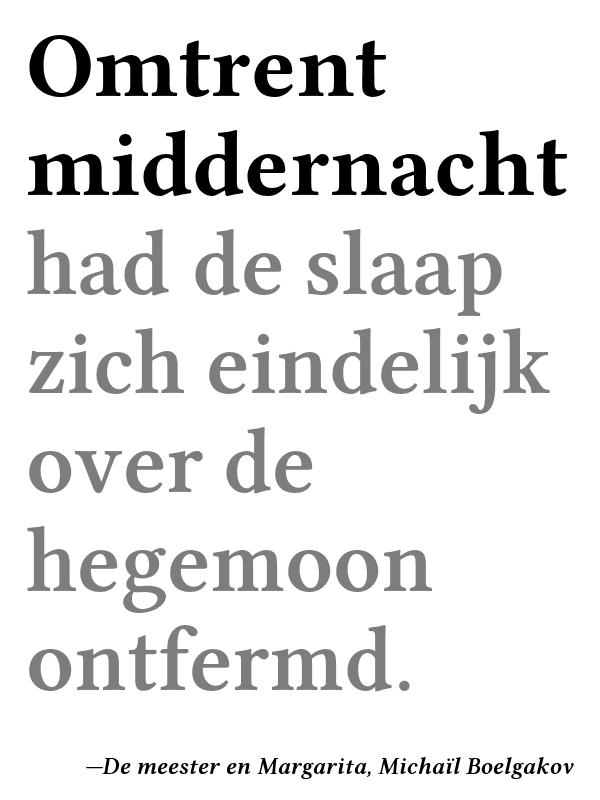 Omtrent
middernacht
had de slaap
zich eindelijk
over de
hegemoon
ontfermd.
—De meester en Margarita, Michaïl Boelgakov